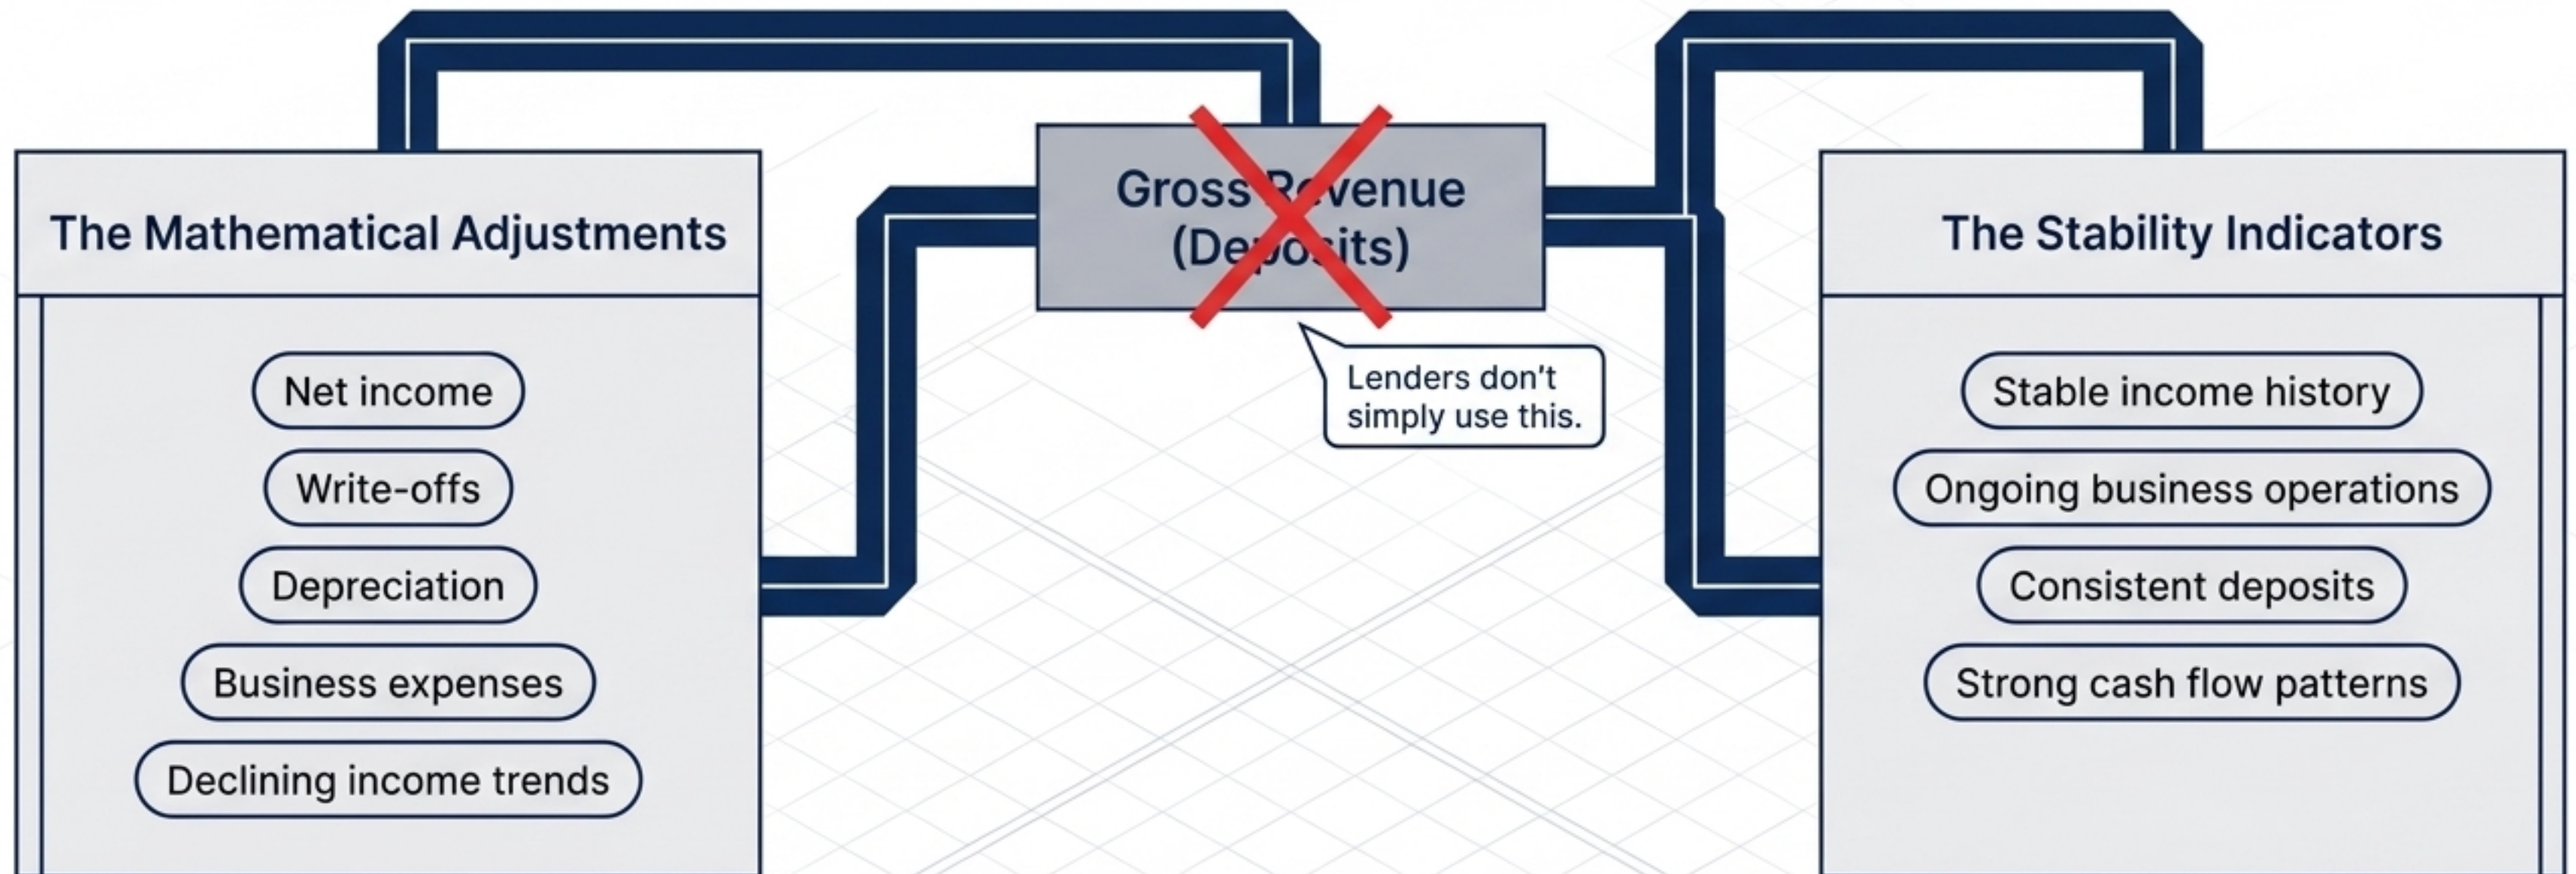 The Mathematical Adjustments
Net income
Write-offs
Depreciation
Business expenses
Declining income trends
Gross Revenue
(Deposits)
Lenders don't
simply use this.
The Stability Indicators
Stable income history
Ongoing business operations
Consistent deposits
Strong cash flow patterns